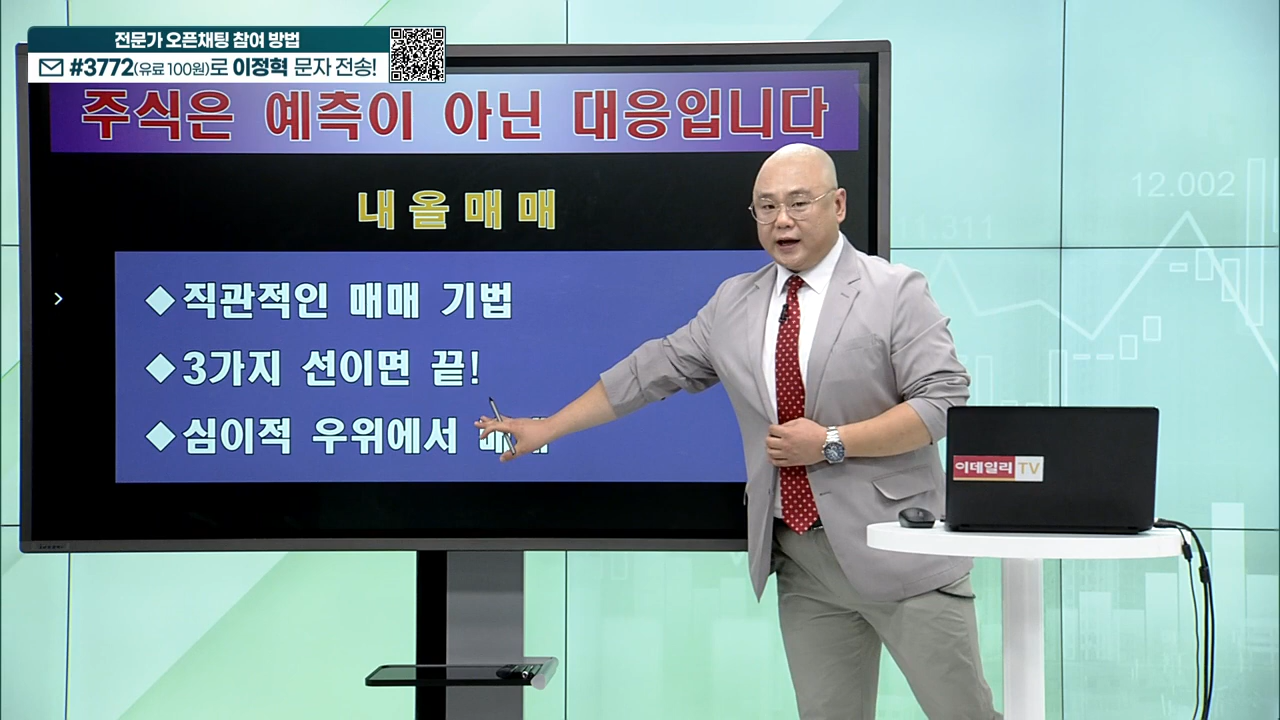 전문가 오픈채팅 참여 방법
#3772(유료 100원)로 이정혁 문자 전송!
주식은 예측이 아닌 대응입니다
내올매매
◆직관적인 매매 기법
◆3가지 선이면 끝!
◆심이적 우위에서
12.002
11.311
이데일리TV